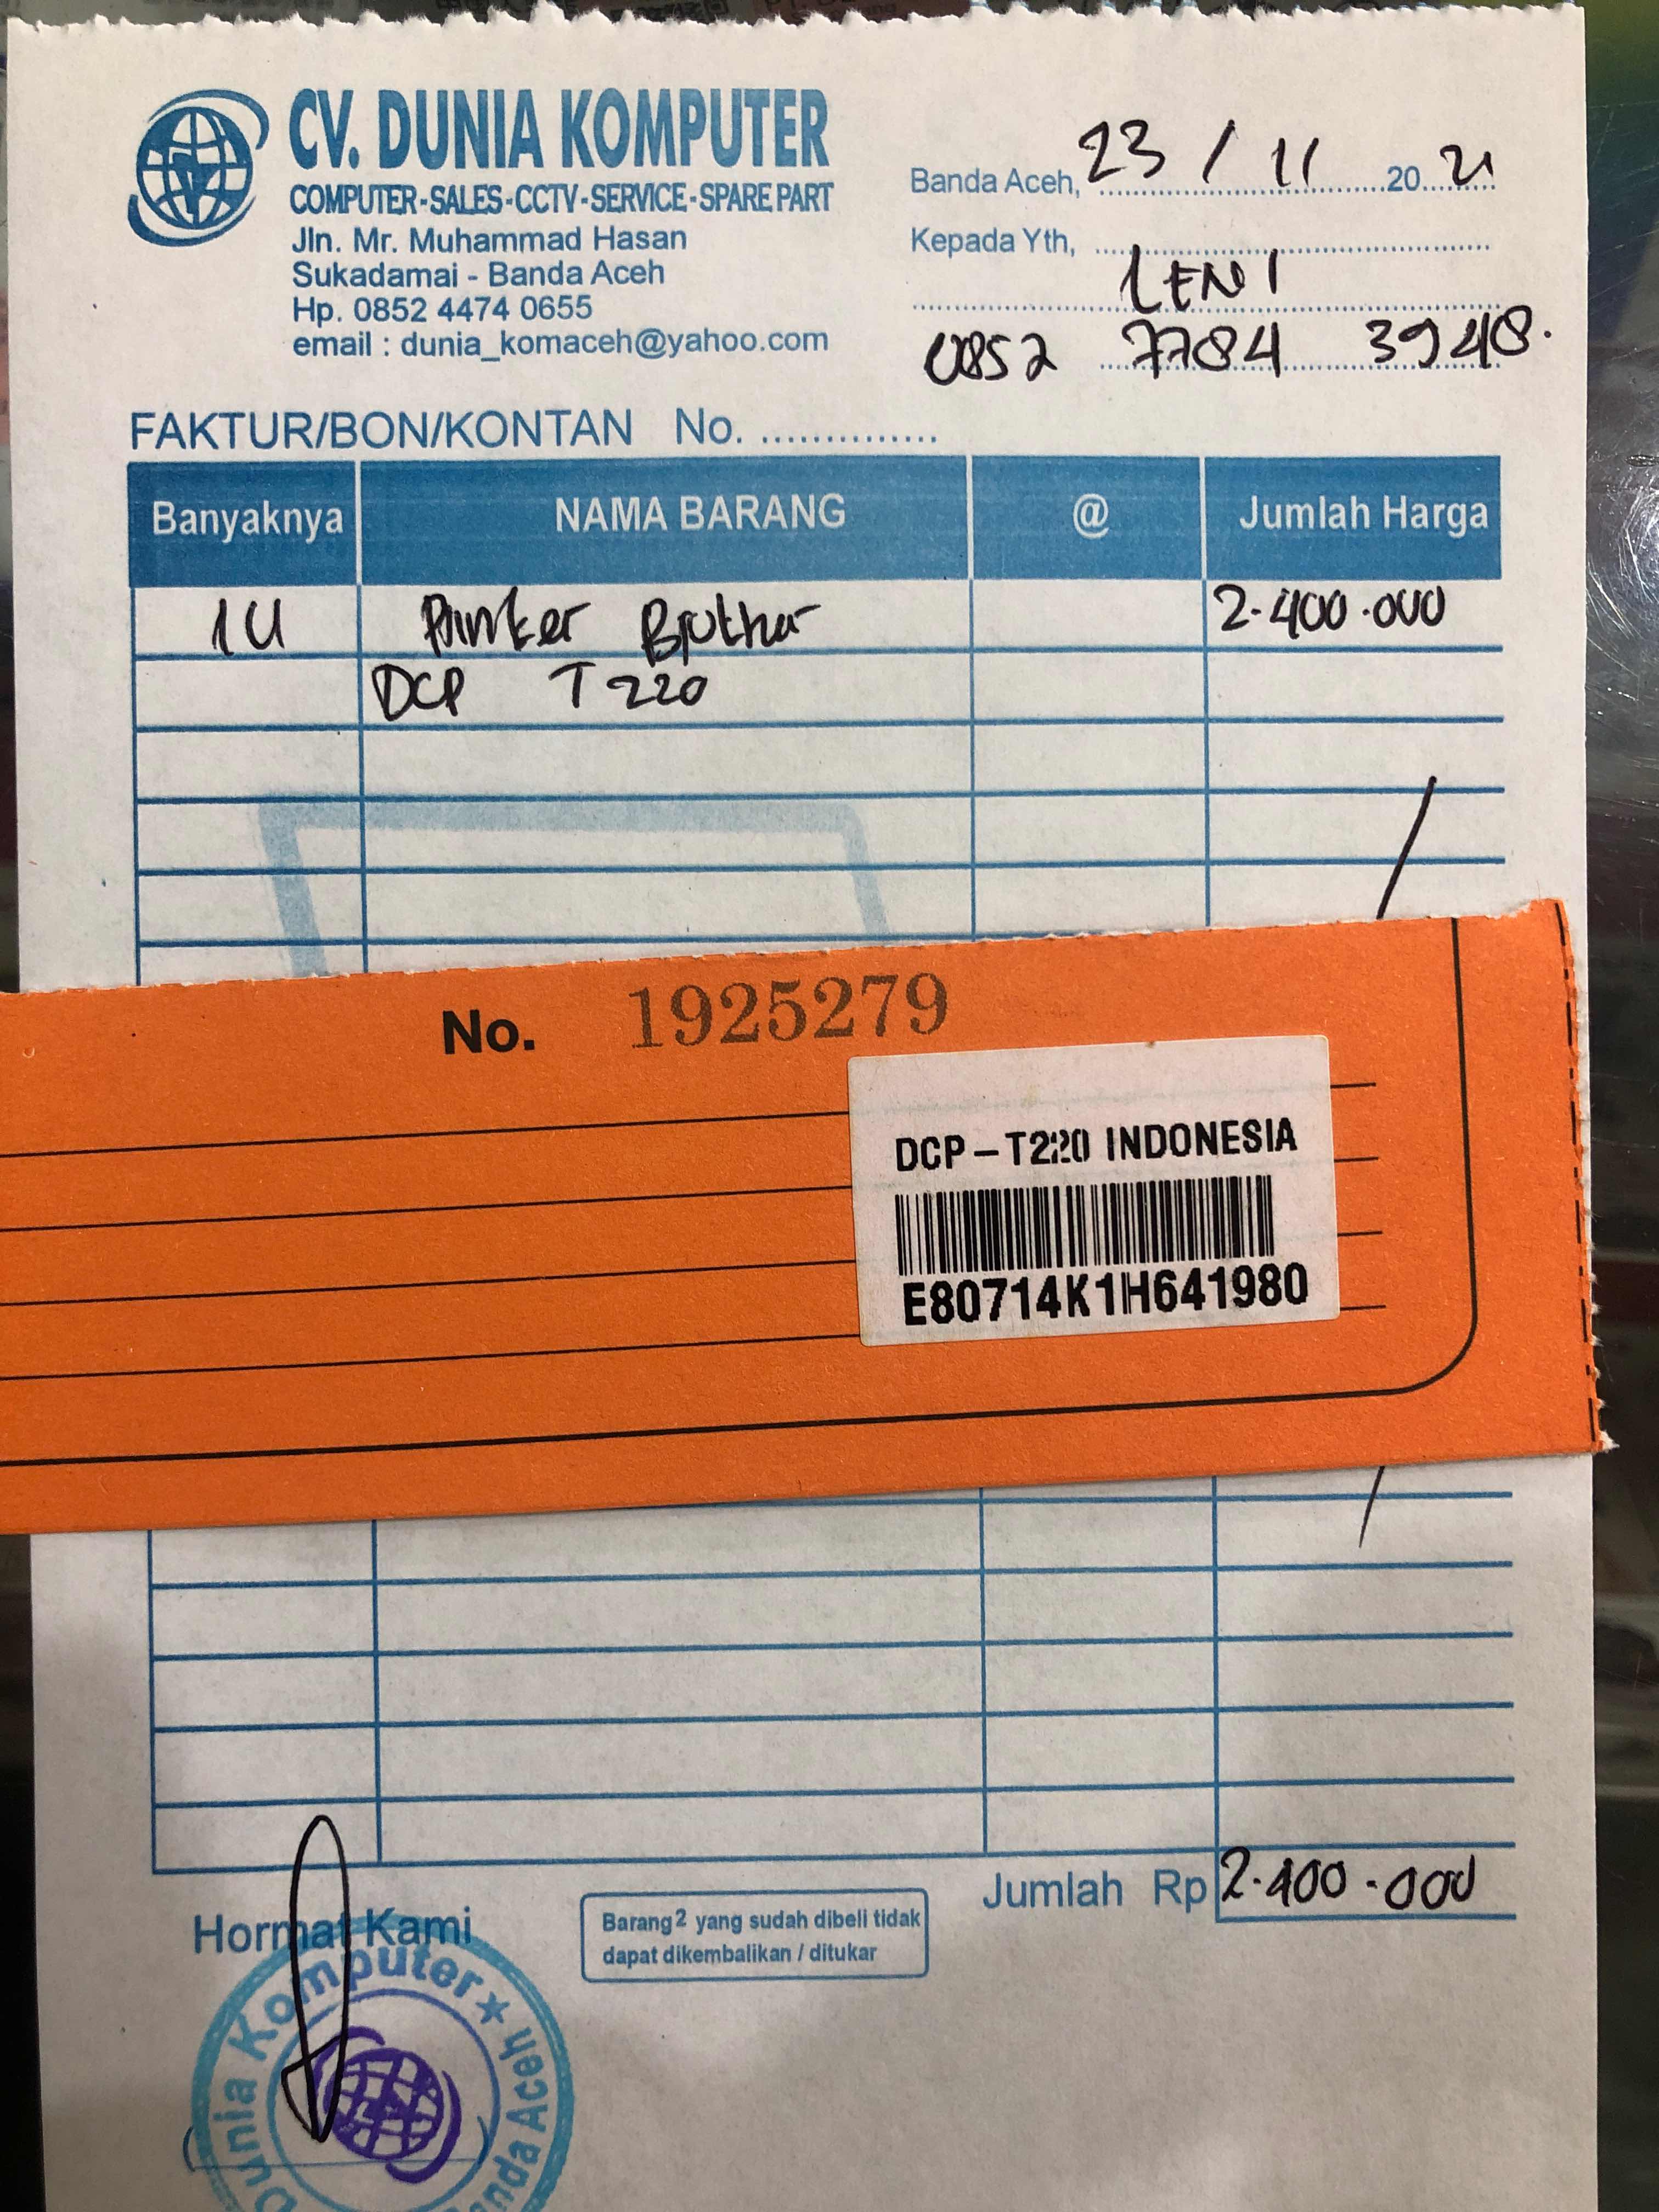 CV. DUNIA KOMPUTER
COMPUTER-SALES-CCTV-SERVICE-SPARE PART
Jln. Mr. Muhammad Hasan
Sukadamai - Banda Aceh
Hp. 0852 4474 0655
email : dunia_komaceh@yahoo.com
Banda Aceh, 23 / 11 20 21
Kepada Yth,
LENI
0852 7784 3948.
FAKTUR/BON/KONTAN No. ..............
Banyaknya NAMA BARANG @ Jumlah Harga
1 U Printer Brother 2.400.000
DCP T220
No. 1925279
DCP-T220 INDONESIA
E80714K1H641980
Jumlah Rp 2.400.000
Hormat Kami
Barang2 yang sudah dibeli tidak
dapat dikembalikan / ditukar
Dunia Komputer ★ Banda Aceh